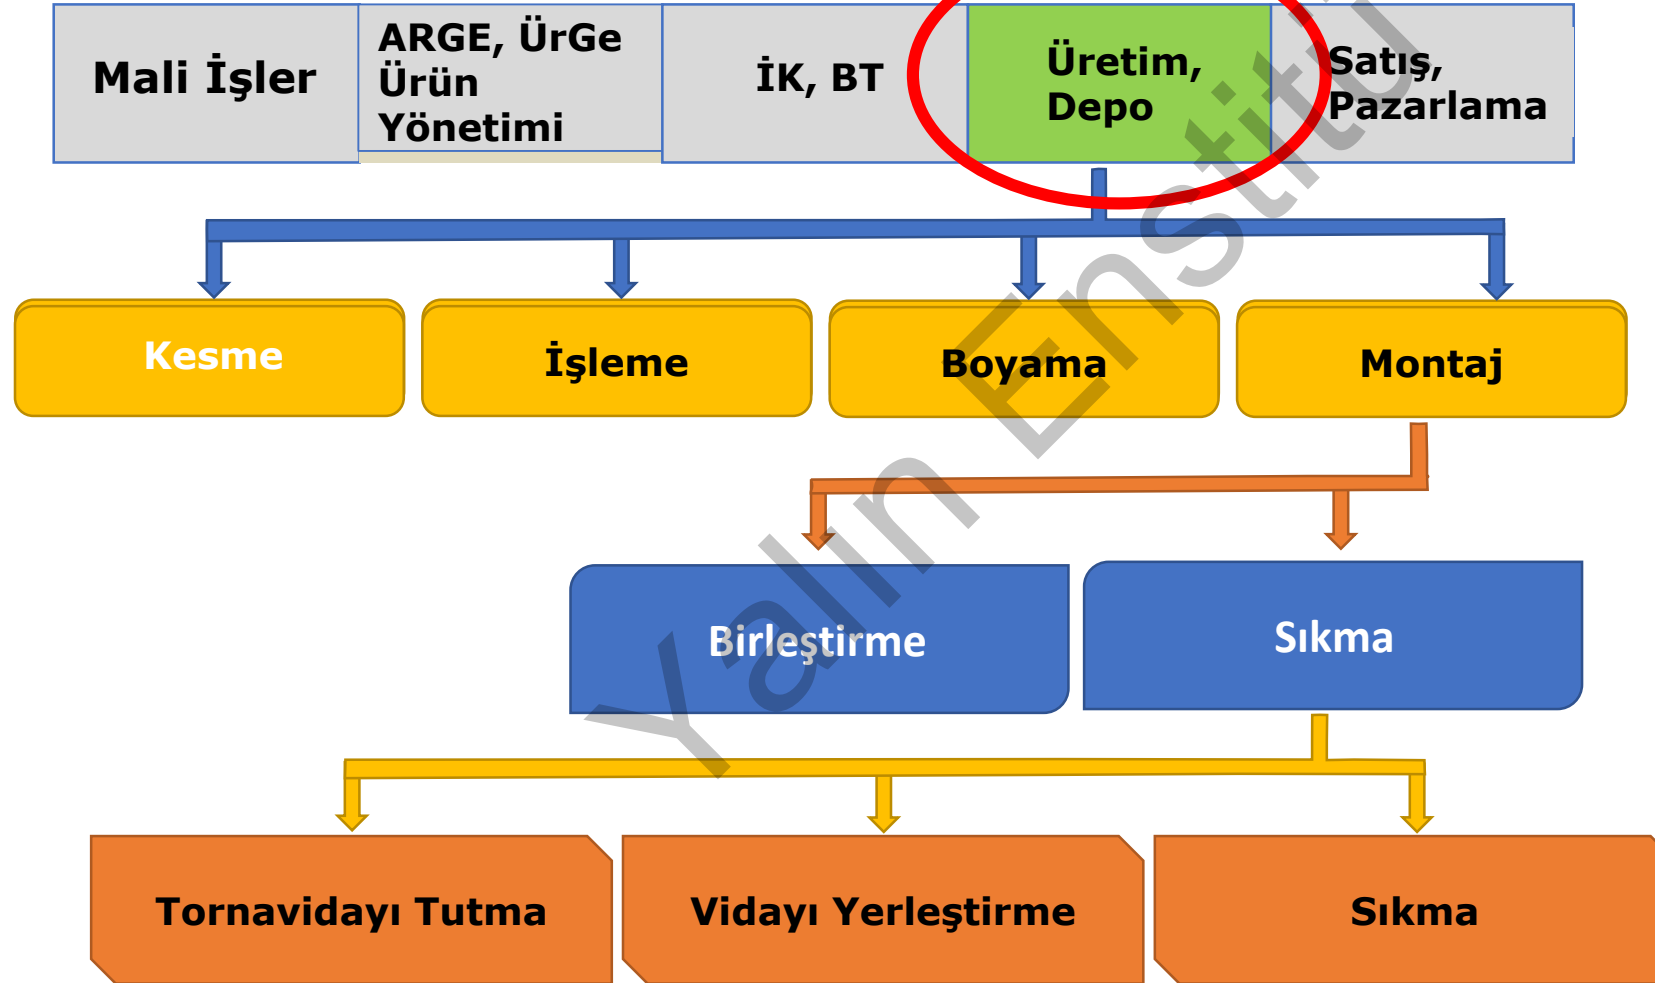 Mali İşler
ARGE, ÜrGe
Ürün
Yönetimi
İK, BT
Üretim,
Depo
Satış,
Pazarlama
Kesme
İşleme
Boyama
Montaj
Birleştirme
Sıkma
Tornavidayı Tutma
Vidayı Yerleştirme
Sıkma
Yalın Enstitü